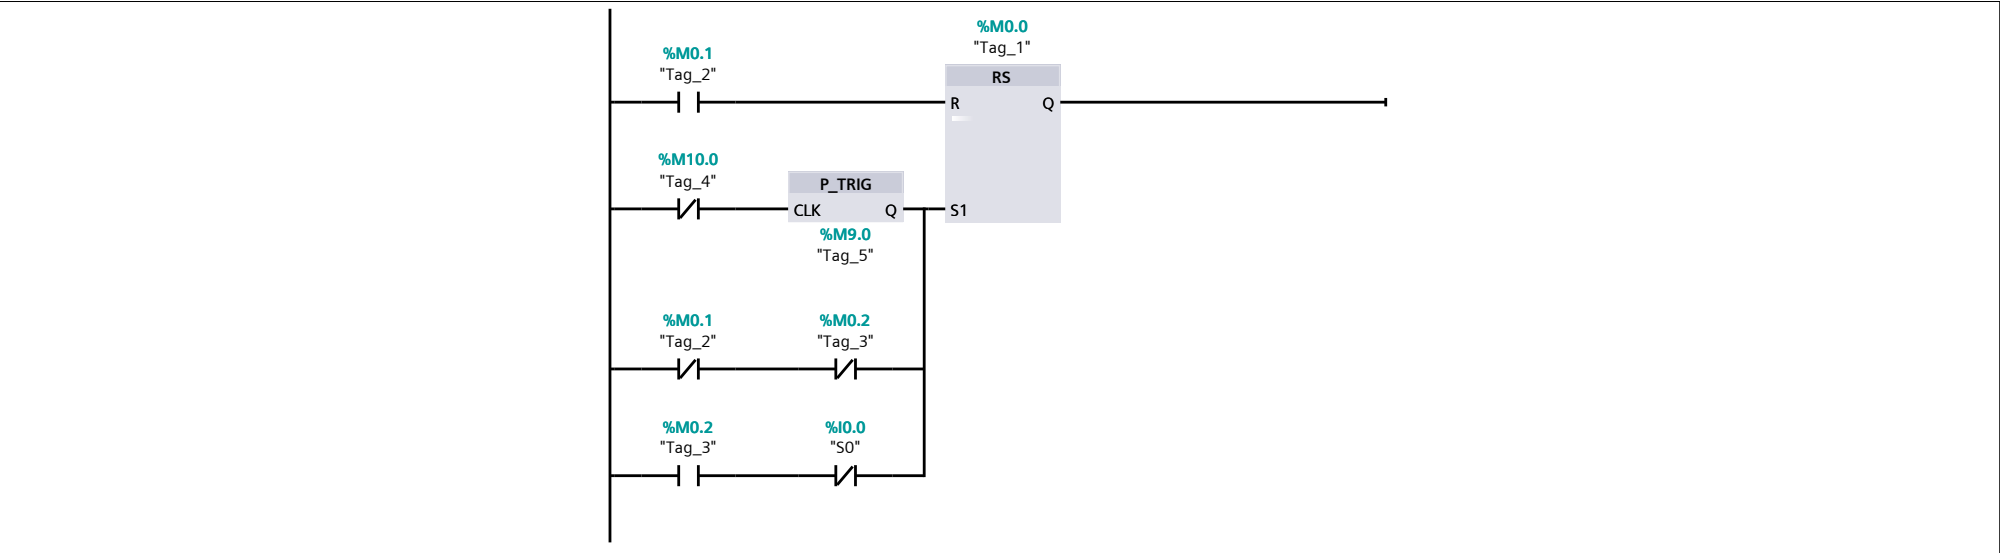 %M0.0
"Tag_1"
%M0.1
"Tag_2"
RS
R Q
%M10.0
"Tag_4"
P_TRIG
CLK Q
S1
%M9.0
"Tag_5"
%M0.1 %M0.2
"Tag_2" "Tag_3"
%M0.2 %I0.0
"Tag_3" "S0"